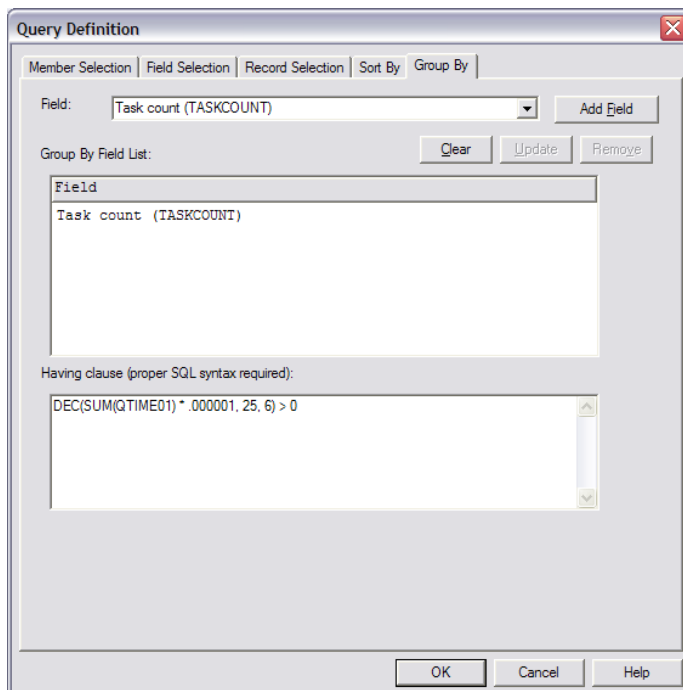 Query Definition
Member Selection Field Selection Record Selection Sort By Group By
Field: Task count (TASKCOUNT) Add Field
Group By Field List: Clear Update Remove
Field
Task count (TASKCOUNT)
Having clause (proper SQL syntax required):
DEC(SUM(QTIME01) * .000001, 25, 6) > 0
OK Cancel Help